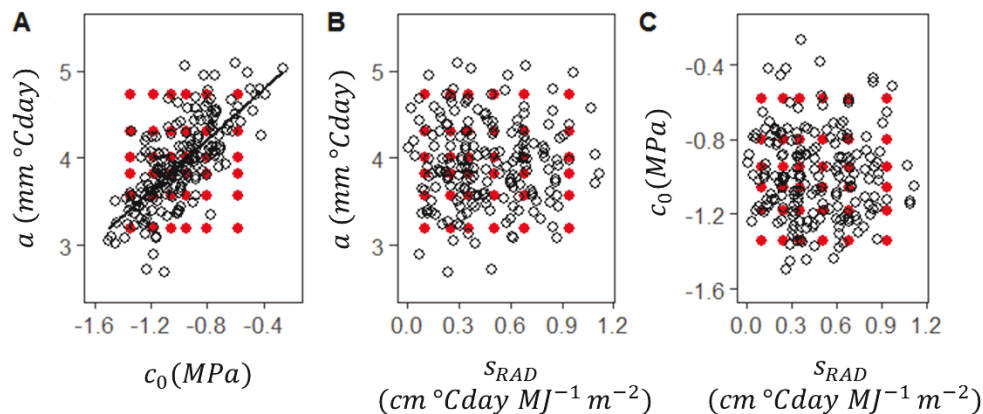 A
a (mm °Cday)
5
4
3
-1.6 -1.2 -0.8 -0.4
c₀(MPa)
B
a (mm °Cday)
5
4
3
0.0 0.3 0.6 0.9 1.2
s_RAD
(cm °Cday MJ⁻¹ m⁻²)
C
c₀(MPa)
-0.4
-0.8
-1.2
-1.6
0.0 0.3 0.6 0.9 1.2
s_RAD
(cm °Cday MJ⁻¹ m⁻²)